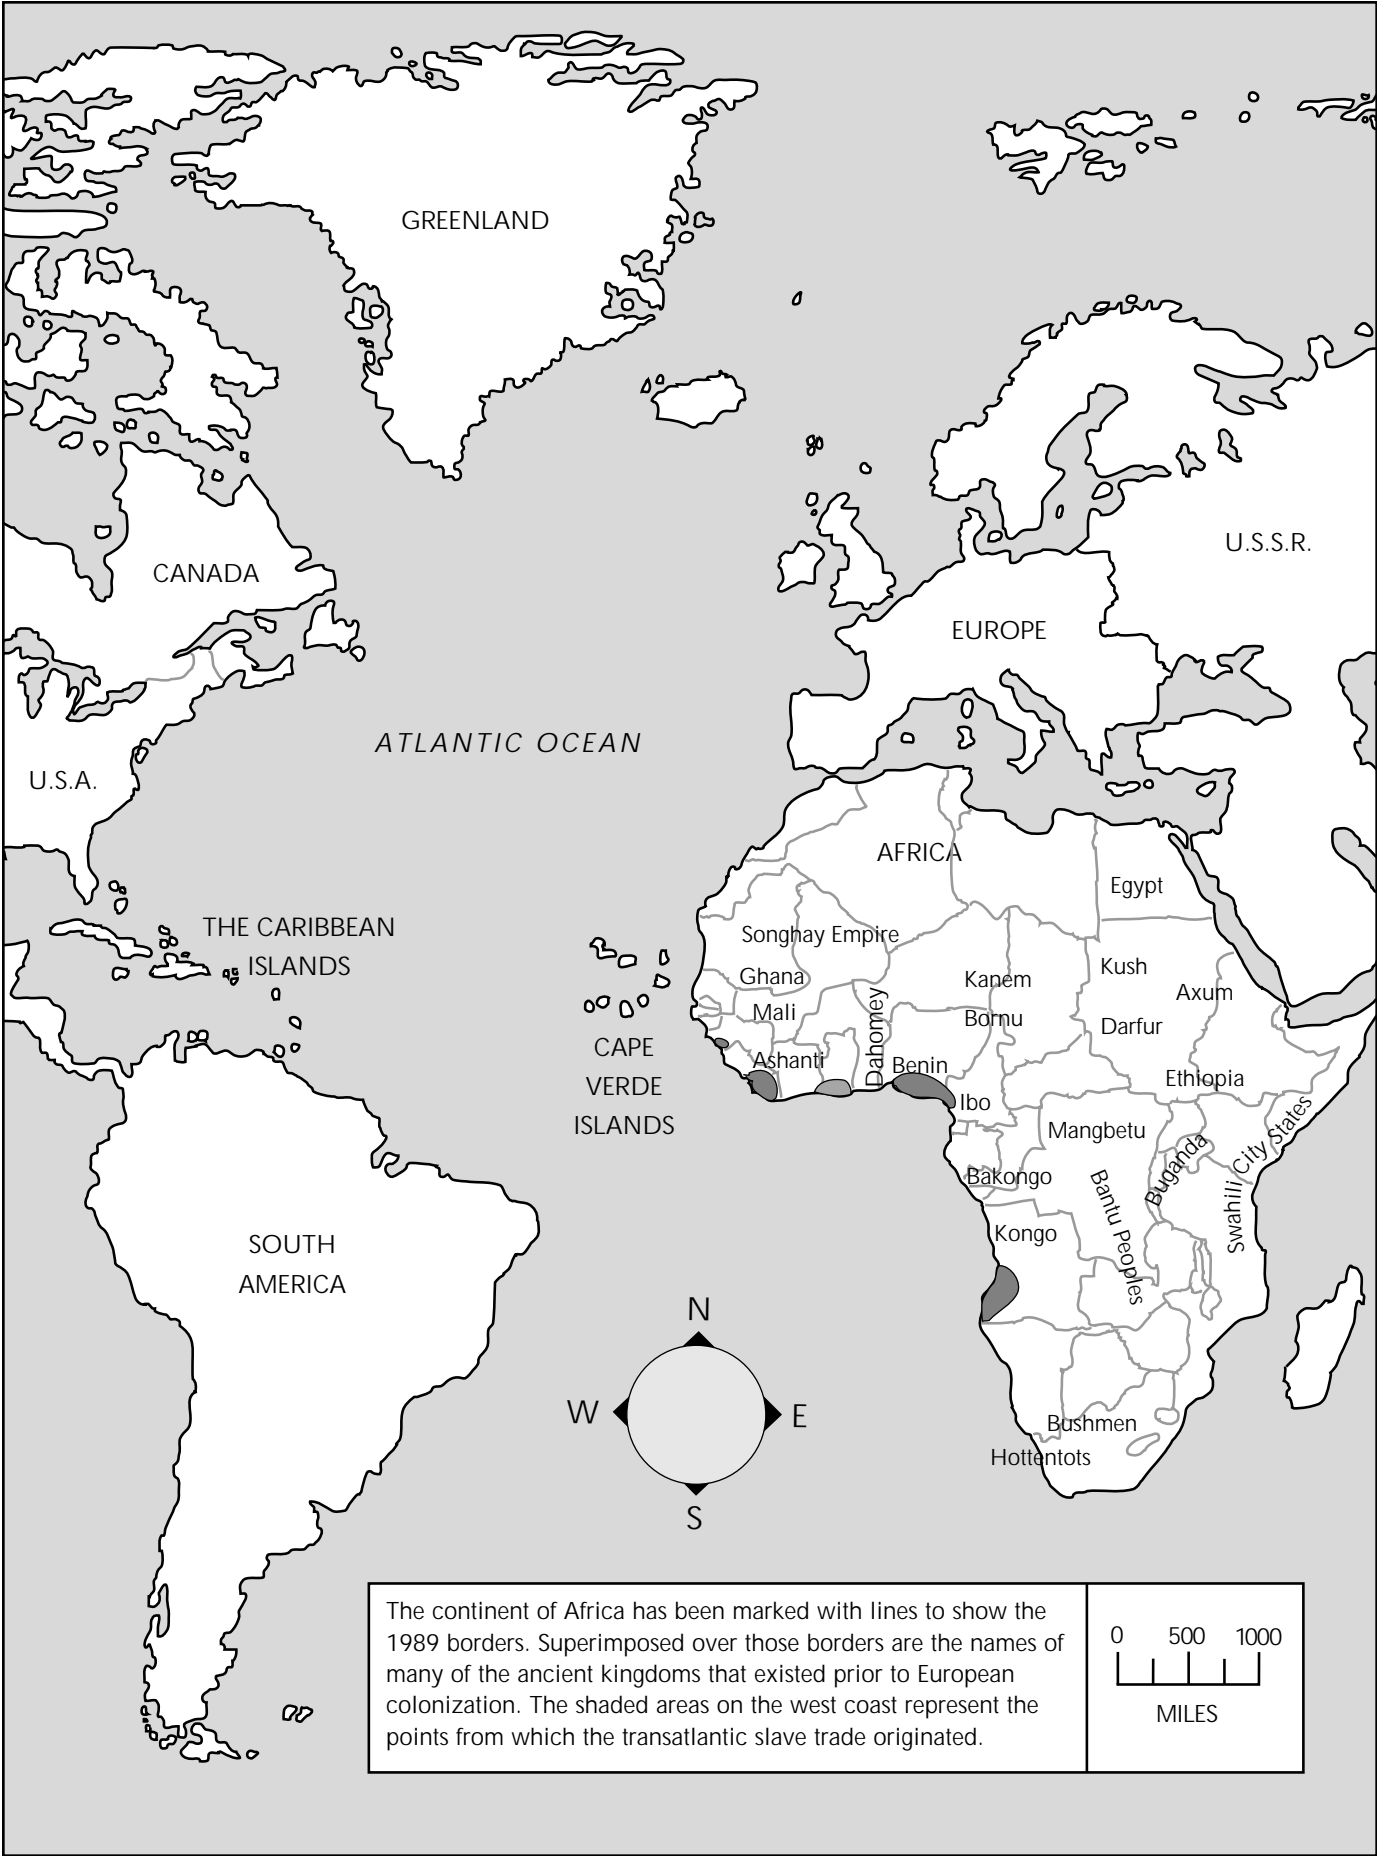 GREENLAND
CANADA
U.S.S.R.
EUROPE
ATLANTIC OCEAN
U.S.A.
AFRICA
Egypt
THE CARIBBEAN
ISLANDS
Songhay Empire
Ghana
Kanem
Kush
Axum
Mali
Dahomey
Bornu
Darfur
CAPE
VERDE
ISLANDS
Ashanti
Benin
Ethiopia
Ibo
City States
Mangbetu
Buganda
Bakongo
Bantu Peoples
Swahili
Kongo
SOUTH
AMERICA
N
W
E
S
Bushmen
Hottentots
The continent of Africa has been marked with lines to show the
1989 borders. Superimposed over those borders are the names of
many of the ancient kingdoms that existed prior to European
colonization. The shaded areas on the west coast represent the
points from which the transatlantic slave trade originated.
0 500 1000
MILES